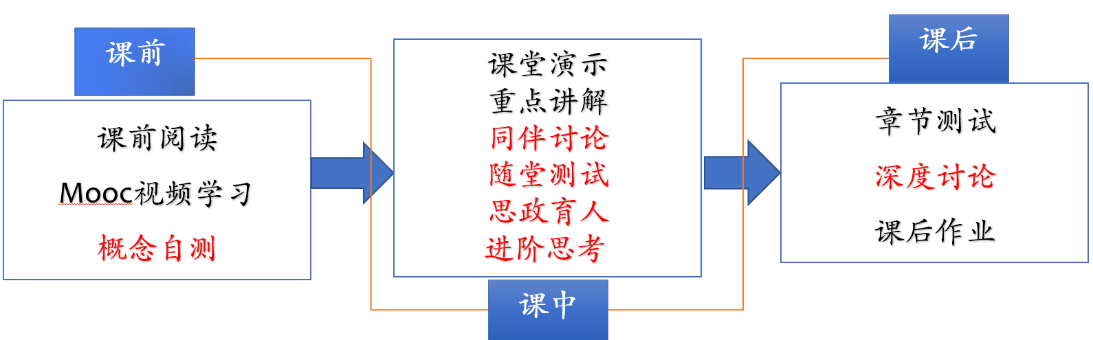 课前
课前阅读
Mooc视频学习
概念自测
课堂演示
重点讲解
同伴讨论
随堂测试
思政育人
进阶思考
课中
课后
章节测试
深度讨论
课后作业